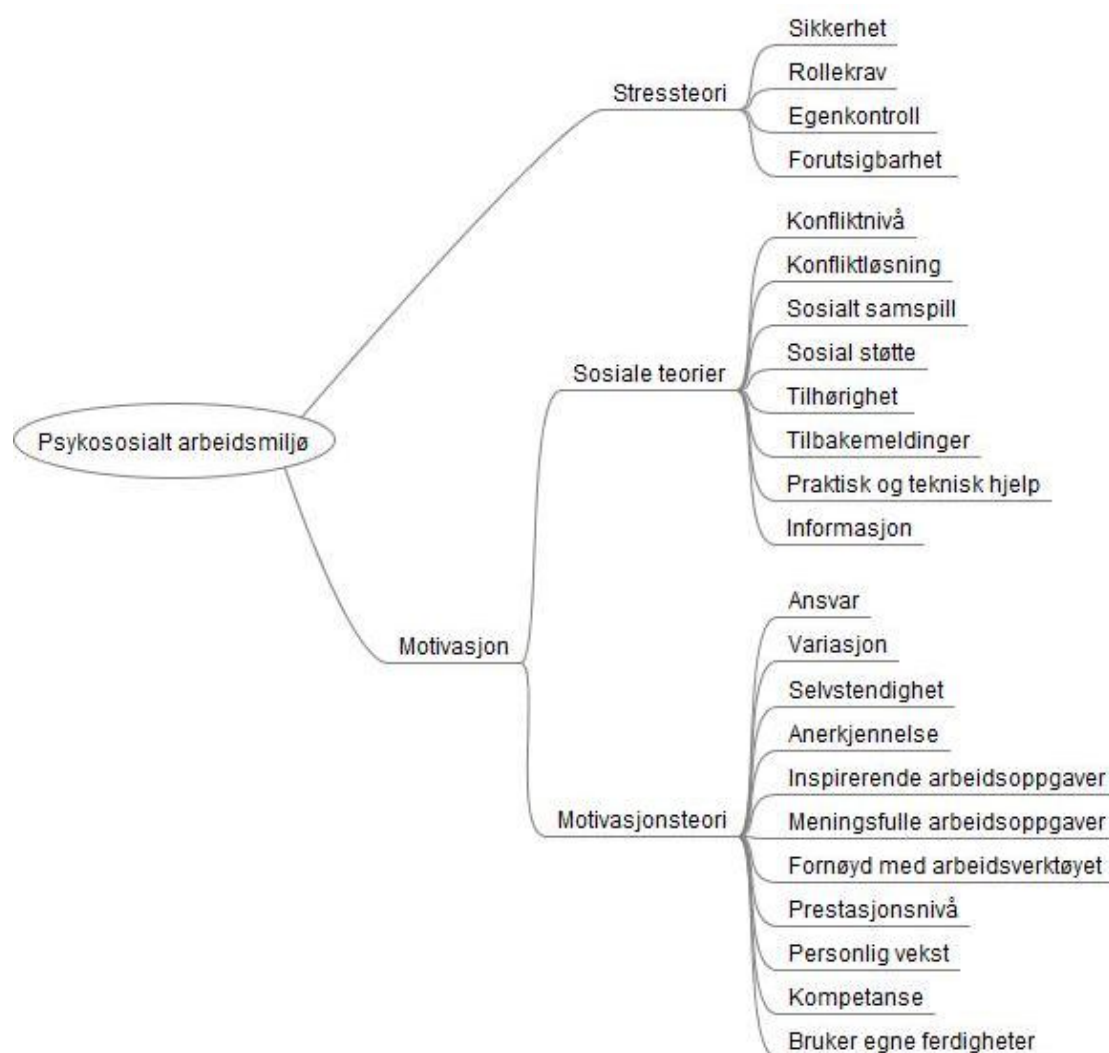 Sikkerhet
Rollekrav
Stressteori
Egenkontroll
Forutsigbarhet
Konfliktnivå
Konfliktløsning
Sosialt samspill
Sosial støtte
Sosiale teorier
Tilhørighet
Tilbakemeldinger
Psykososialt arbeidsmiljø
Praktisk og teknisk hjelp
Informasjon
Motivasjon
Ansvar
Variasjon
Selvstendighet
Anerkjennelse
Inspirerende arbeidsoppgaver
Motivasjonsteori
Meningsfulle arbeidsoppgaver
Fornøyd med arbeidsverktøyet
Prestasjonsnivå
Personlig vekst
Kompetanse
Bruker egne ferdigheter